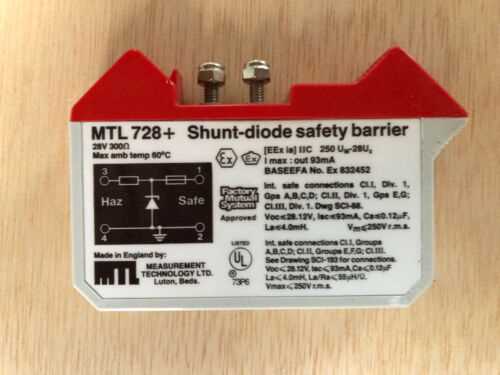 MTL 728+ Shunt-diode safety barrier
28V 300Ω
Max amb temp 60°C
[EEx ia] IIC 250 Um-28Uz
I max : out 93mA
BASEEFA No. Ex 832452
Ex
Ex
3
1
Haz
Safe
4
2
Factory
Mutual
System
Approved
Int. safe connections Cl.I, Div. 1,
Gps A,B,C,D; Cl.II, Div. 1, Gps E,G;
Cl.III, Div. 1. Dwg SCI-88.
Voc≤28.12V, Isc≤93mA, Ca≤0.12µF,
La≤4.0mH. Vm≤250V r.m.s.
Made in England by:
MTL
MEASUREMENT
TECHNOLOGY LTD.
Luton, Beds.
LISTED
UL
73P6
Int. safe connections Cl.I, Groups
A,B,C,D; Cl.II, Groups E,F,G; Cl.III.
See Drawing SCI-193 for connections.
Voc≤28.12V, Isc≤93mA, Ca≤0.12µF
La≤4.0mH, La/Ra≤55µH/Ω.
Vmax≤250V r.m.s.